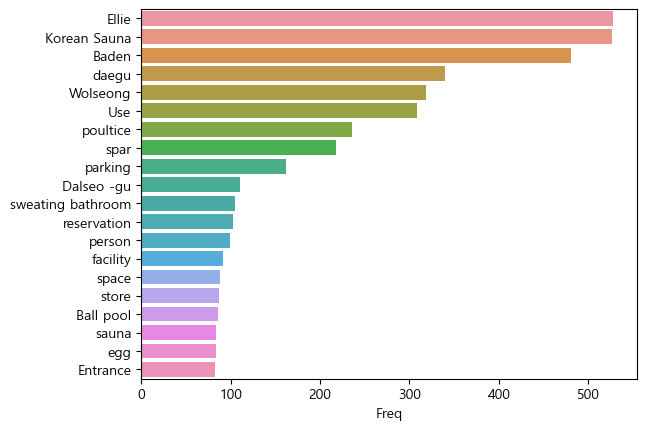 Ellie
Korean Sauna
Baden
daegu
Wolseong
Use
poultice
spar
parking
Dalseo -gu
sweating bathroom
reservation
person
facility
space
store
Ball pool
sauna
egg
Entrance
0 100 200 300 400 500
Freq